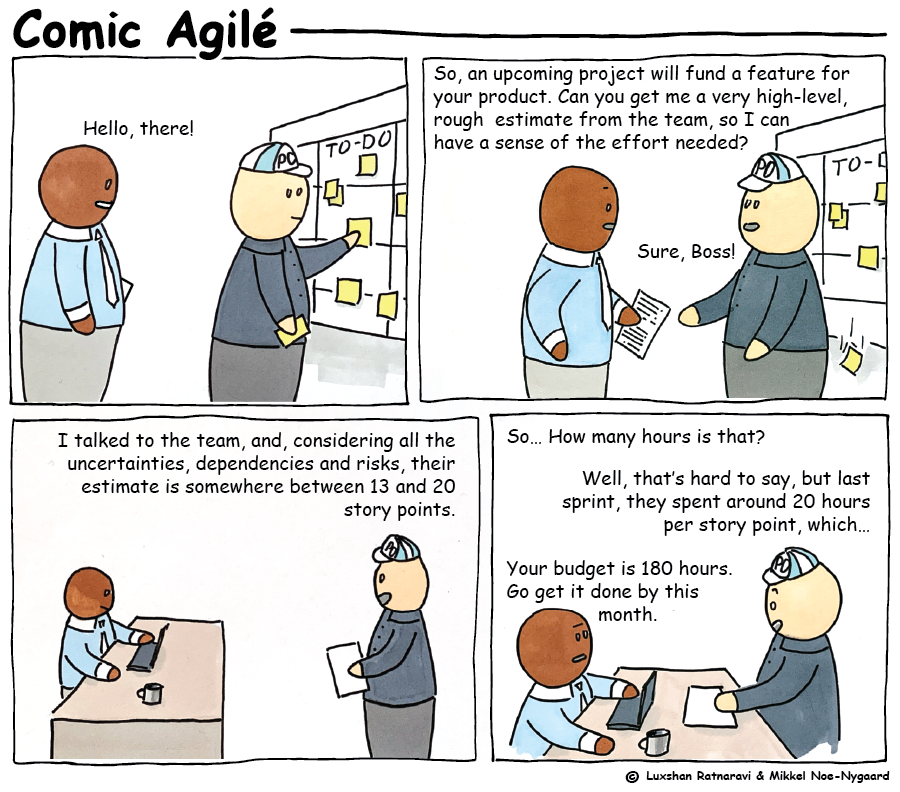 Comic Agilé
Hello, there!
PO
TO-DO
So, an upcoming project will fund a feature for
your product. Can you get me a very high-level,
rough estimate from the team, so I can
have a sense of the effort needed?
PO
TO-D
Sure, Boss!
I talked to the team, and, considering all the
uncertainties, dependencies and risks, their
estimate is somewhere between 13 and 20
story points.
PO
So... How many hours is that?
Well, that's hard to say, but last
sprint, they spent around 20 hours
per story point, which...
PO
Your budget is 180 hours.
Go get it done by this
month.
© Luxshan Ratnaravi & Mikkel Noe-Nygaard